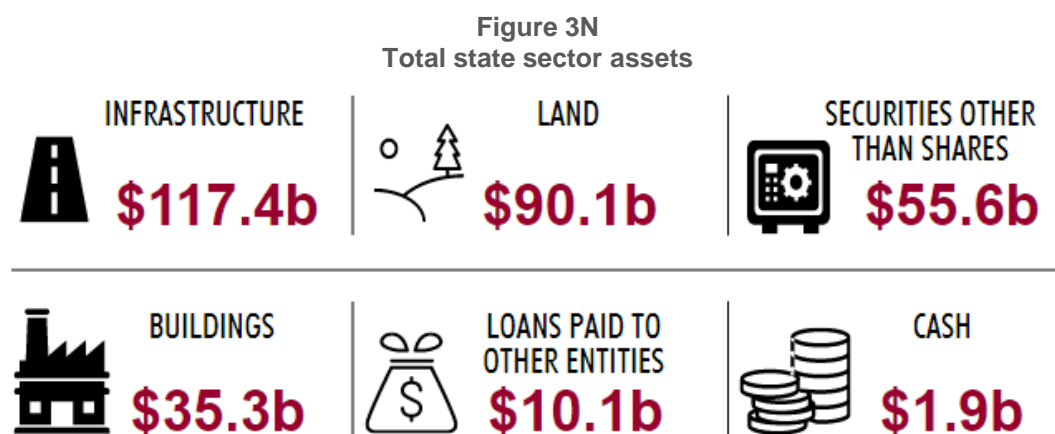 Figure 3N
Total state sector assets
INFRASTRUCTURE
$117.4b
LAND
$90.1b
SECURITIES OTHER
THAN SHARES
$55.6b
BUILDINGS
$35.3b
LOANS PAID TO
OTHER ENTITIES
$
$10.1b
CASH
$1.9b